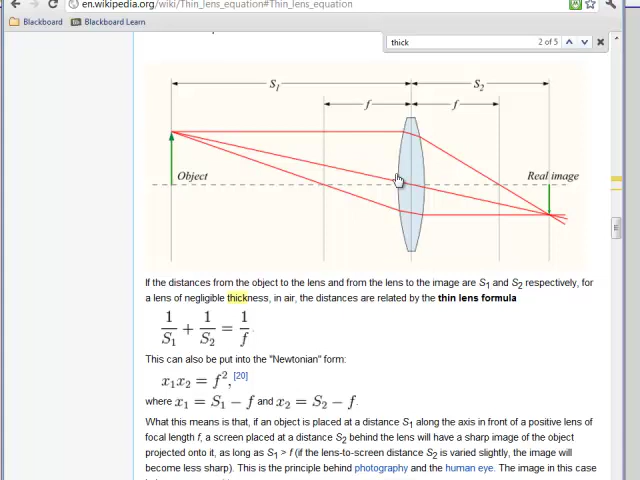 en.wikipedia.org/wiki/Thin_lens_equation#Thin_lens_equation
Blackboard Blackboard Learn
thick 2 of 5
S1 S2
f f
Object Real image
If the distances from the object to the lens and from the lens to the image are S1 and S2 respectively, for
a lens of negligible thickness, in air, the distances are related by the thin lens formula
1/S1 + 1/S2 = 1/f.
This can also be put into the "Newtonian" form:
x1x2 = f², [20]
where x1 = S1 − f and x2 = S2 − f.
What this means is that, if an object is placed at a distance S1 along the axis in front of a positive lens of
focal length f, a screen placed at a distance S2 behind the lens will have a sharp image of the object
projected onto it, as long as S1 > f (if the lens-to-screen distance S2 is varied slightly, the image will
become less sharp). This is the principle behind photography and the human eye. The image in this case